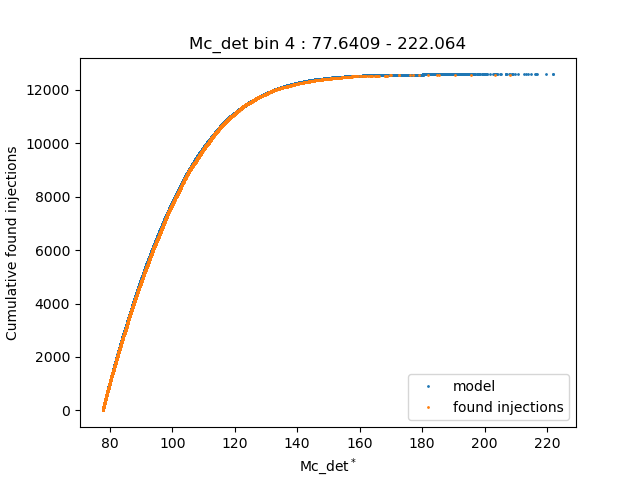 Mc_det bin 4 : 77.6409 - 222.064
Cumulative found injections
12000
10000
8000
6000
4000
2000
0
80 100 120 140 160 180 200 220
Mc_det*
model
found injections